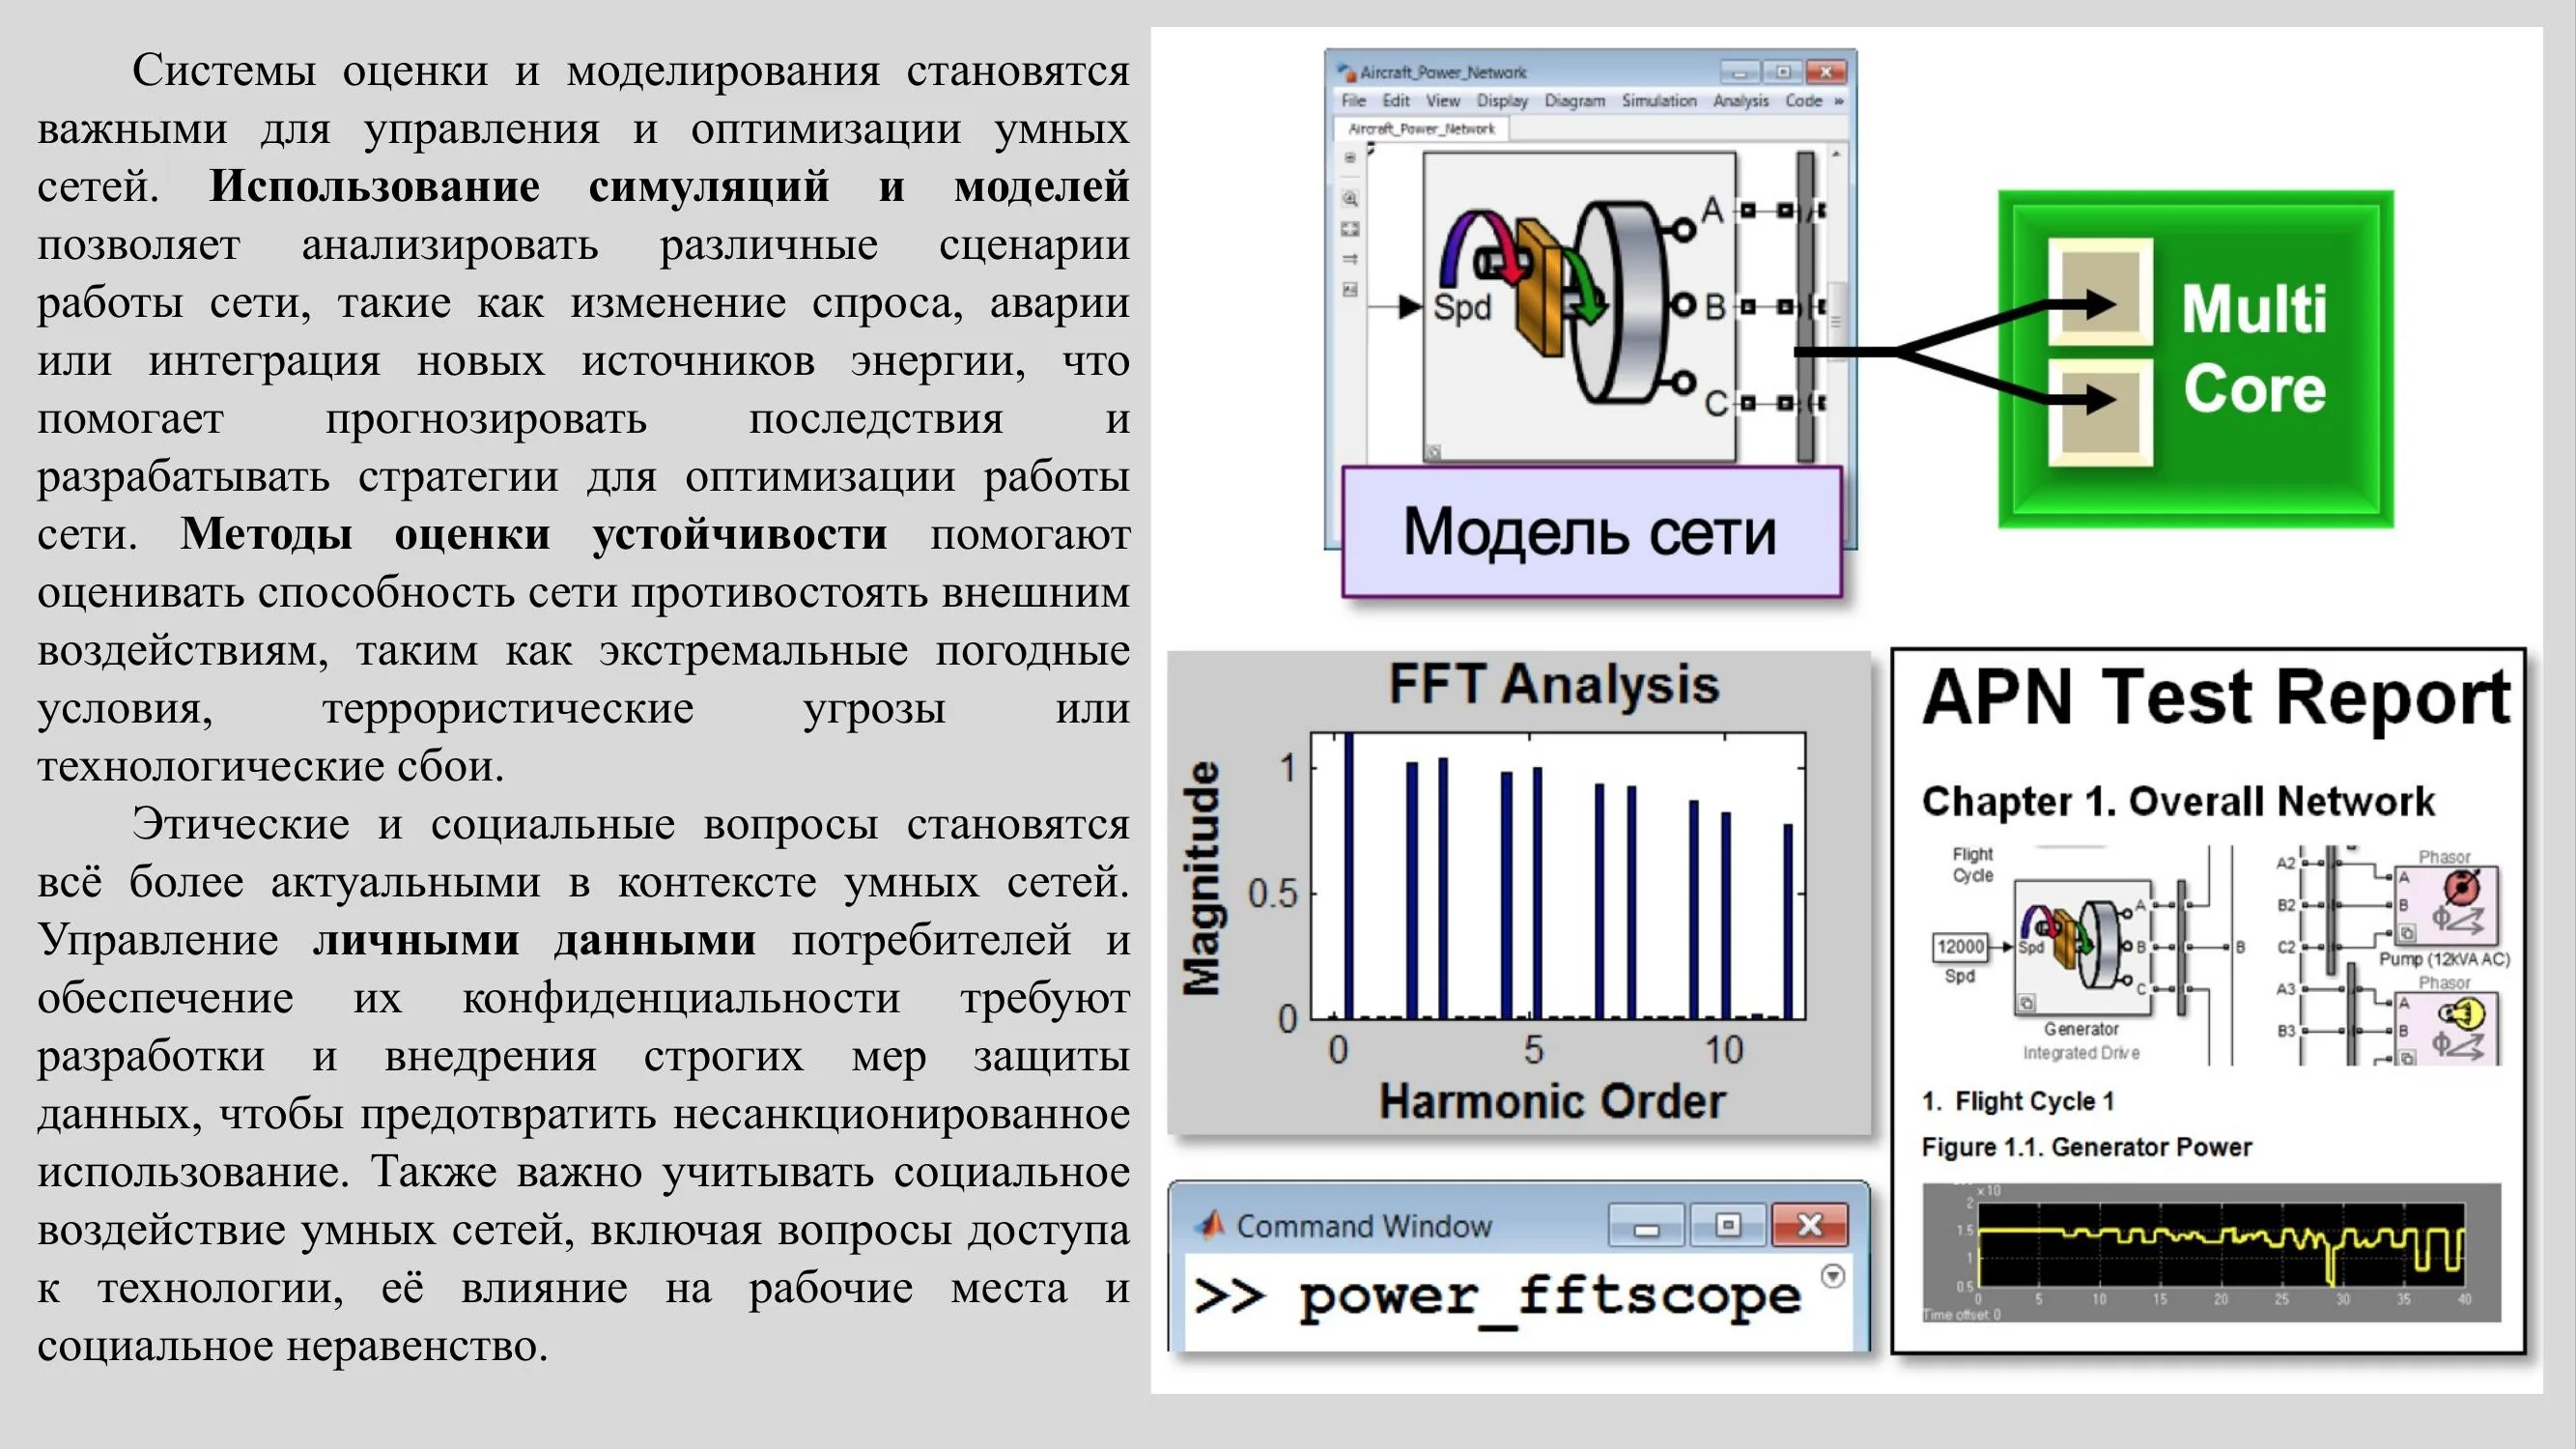 Системы оценки и моделирования становятся
важными для управления и оптимизации умных
сетей. Использование симуляций и моделей
позволяет анализировать различные сценарии
работы сети, такие как изменение спроса, аварии
или интеграция новых источников энергии, что
помогает прогнозировать последствия и
разрабатывать стратегии для оптимизации работы
сети. Методы оценки устойчивости помогают
оценивать способность сети противостоять внешним
воздействиям, таким как экстремальные погодные
условия, террористические угрозы или
технологические сбои.
Этические и социальные вопросы становятся
всё более актуальными в контексте умных сетей.
Управление личными данными потребителей и
обеспечение их конфиденциальности требуют
разработки и внедрения строгих мер защиты
данных, чтобы предотвратить несанкционированное
использование. Также важно учитывать социальное
воздействие умных сетей, включая вопросы доступа
к технологии, её влияние на рабочие места и
социальное неравенство.
Aircraft_Power_Network
File Edit View Display Diagram Simulation Analysis Code »
Aircraft_Power_Network
A
Spd
B
C
Модель сети
Multi
Core
FFT Analysis
Magnitude
1
0.5
0
0 5 10
Harmonic Order
Command Window
>> power_fftscope
APN Test Report
Chapter 1. Overall Network
Flight
Cycle
12000
Spd
Spd
A
B
C
B
Generator
Integrated Drive
A2
B2
C2
A3
B3
Phasor
A
B
Pump (12kVA AC)
Phasor
A
B
1. Flight Cycle 1
Figure 1.1. Generator Power
x10
2
1.5
1
0.5
0 5 10 15 20 25 30 35 40
Time offset: 0